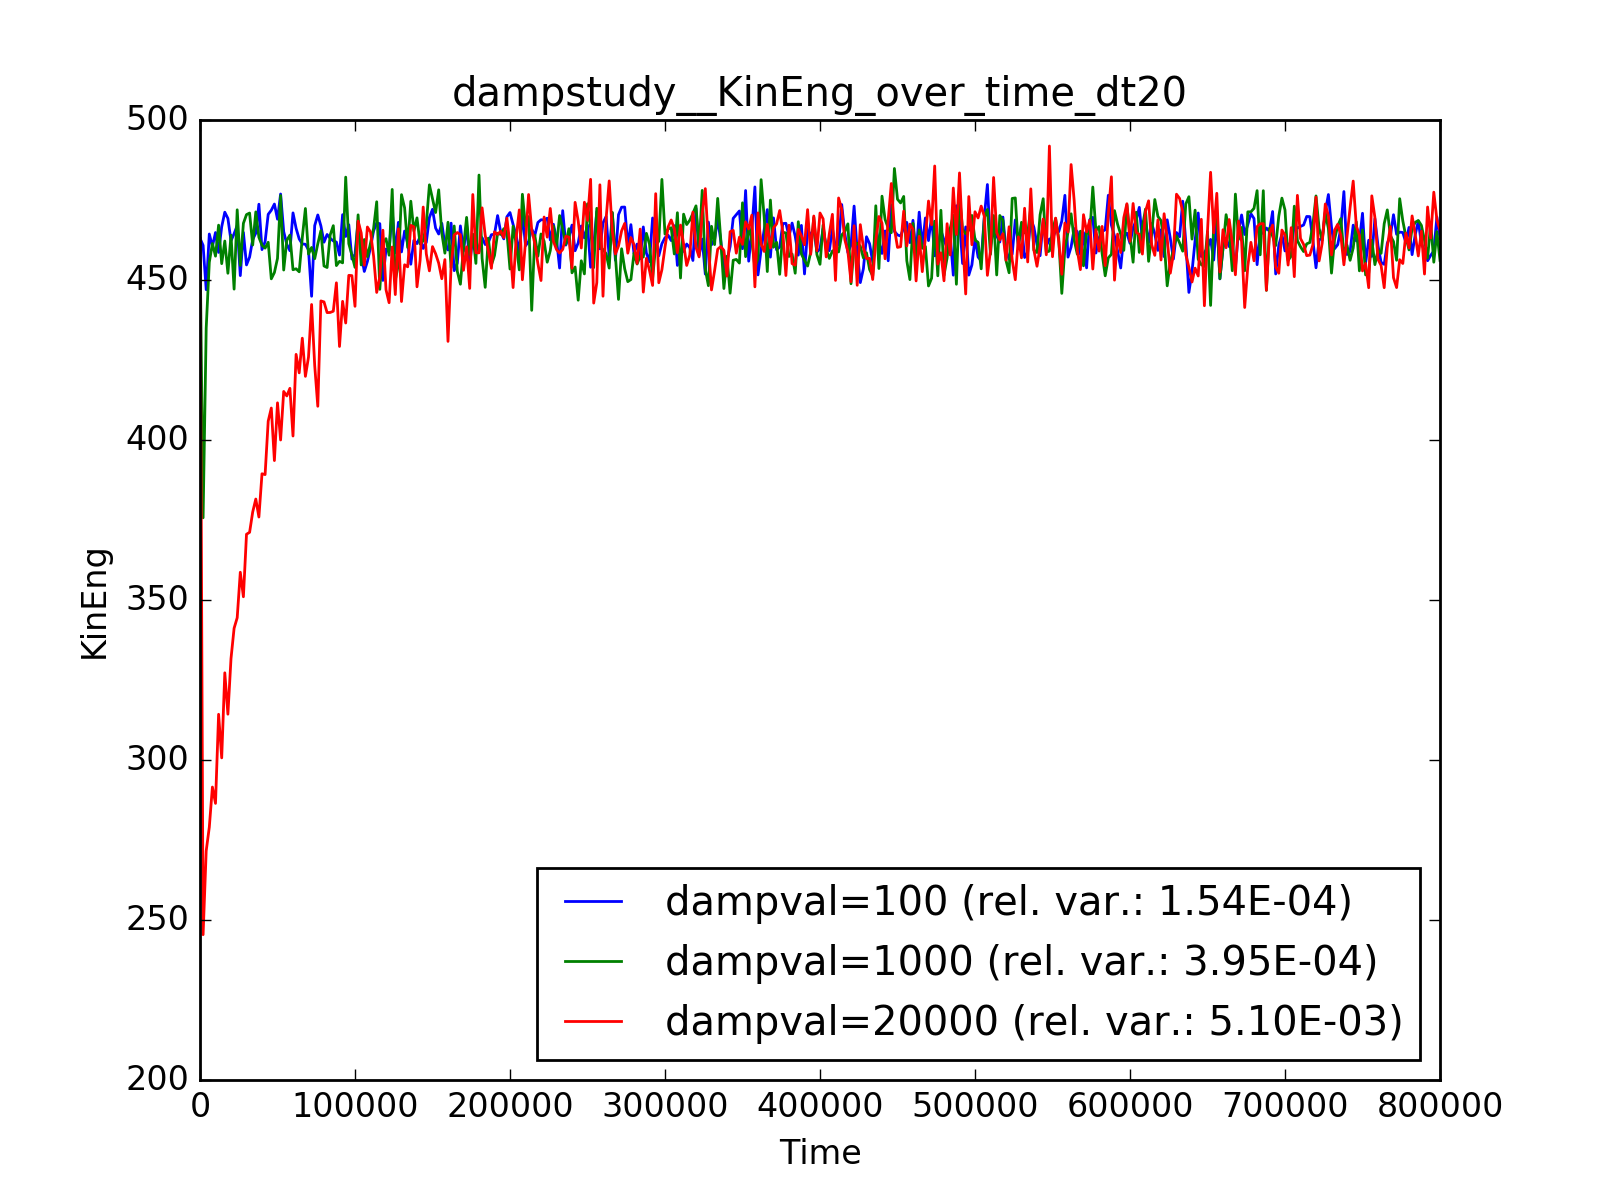 dampstudy__KinEng_over_time_dt20
500
450
400
350
300
250
200
KinEng
dampval=100 (rel. var.: 1.54E-04)
dampval=1000 (rel. var.: 3.95E-04)
dampval=20000 (rel. var.: 5.10E-03)
0 100000 200000 300000 400000 500000 600000 700000 800000
Time